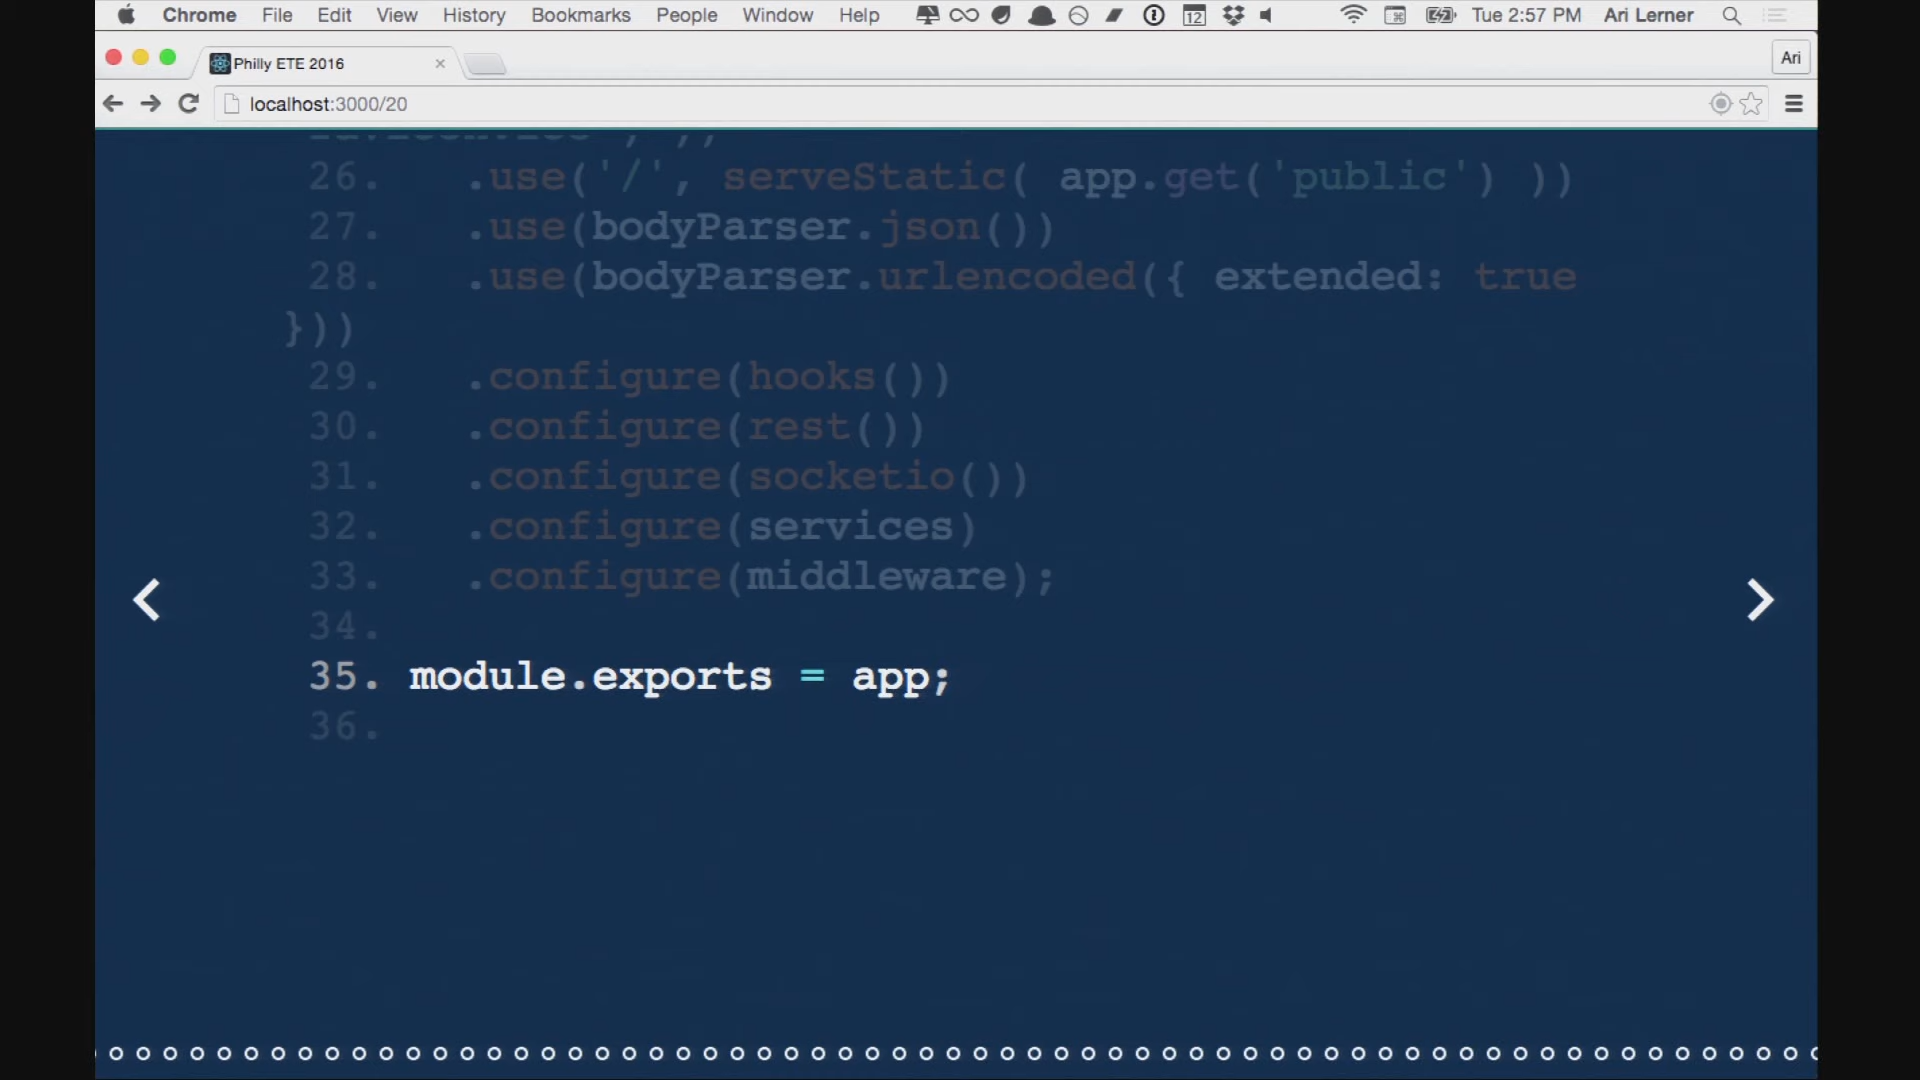 Chrome File Edit View History Bookmarks People Window Help 12 Tue 2:57 PM Ari Lerner
Philly ETE 2016
Ari
localhost:3000/20
26. .use('/', serveStatic( app.get('public') ))
27. .use(bodyParser.json())
28. .use(bodyParser.urlencoded({ extended: true
}))
29. .configure(hooks())
30. .configure(rest())
31. .configure(socketio())
32. .configure(services)
33. .configure(middleware);
34.
35. module.exports = app;
36.